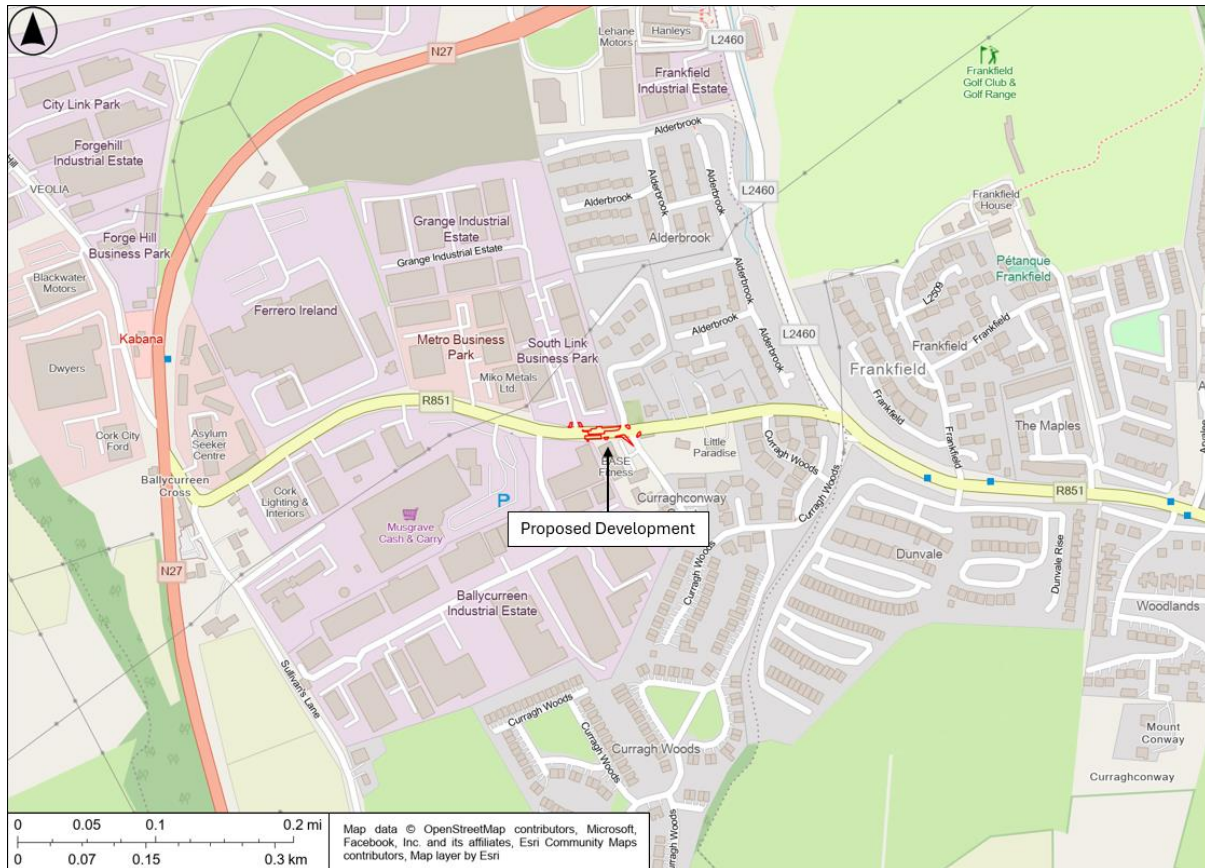 Lehane
Motors
Hanleys
L2460
N27
Frankfield
Industrial Estate
Frankfield
Golf Club &
Golf Range
City Link Park
Forgehill
Industrial Estate
Hill
VEOLIA
Alderbrook
Alderbrook
Alderbrook
Alderbrook
L2460
Frankfield
House
Grange Industrial
Estate
Grange Industrial Estate
Forge Hill
Business Park
Blackwater
Motors
Pétanque
Frankfield
L2509
Alderbrook
Ferrero Ireland
Kabana
Metro Business
Park
South Link
Business Park
Alderbrook
Alderbrook
L2460
Frankfield
Frankfield
Dwyers
Miko Metals
Ltd.
Frankfield
Frankfield
R851
The Maples
Frankfield
Cork City
Ford
Asylum
Seeker
Centre
Ballycurreen
Cross
Little
Paradise
Curragh Woods
BASE
Fitness
Curragh Woods
R851
Cork
Lighting &
Interiors
P
Musgrave
Cash & Carry
Curraghconway
Proposed Development
Dunvale
Dunvale Rise
N27
Curragh Woods
Ballycurreen
Industrial Estate
Woodlands
Sullivan's Lane
Curragh Woods
Curragh Woods
Curragh Woods
Mount
Conway
Curraghconway
Curragh Woods
0 0.05 0.1 0.2 mi
0 0.07 0.15 0.3 km
Map data © OpenStreetMap contributors, Microsoft,
Facebook, Inc. and its affiliates, Esri Community Maps
contributors, Map layer by Esri